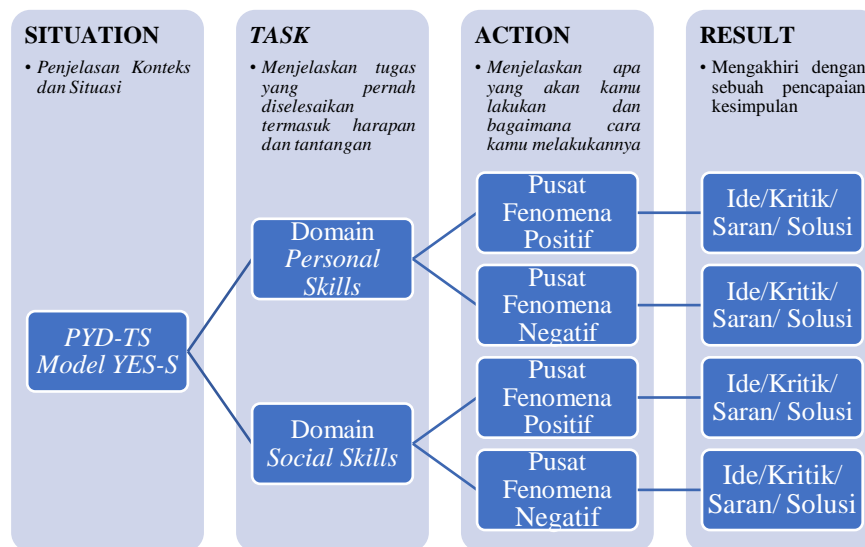 SITUATION
• Penjelasan Konteks
dan Situasi
TASK
• Menjelaskan tugas
yang pernah
diselesaikan
termasuk harapan
dan tantangan
ACTION
• Menjelaskan apa
yang akan kamu
lakukan dan
bagaimana cara
kamu melakukannya
RESULT
• Mengakhiri dengan
sebuah pencapaian
kesimpulan
PYD-TS
Model YES-S
Domain
Personal
Skills
Domain
Social Skills
Pusat
Fenomena
Positif
Pusat
Fenomena
Negatif
Pusat
Fenomena
Positif
Pusat
Fenomena
Negatif
Ide/Kritik/
Saran/ Solusi
Ide/Kritik/
Saran/ Solusi
Ide/Kritik/
Saran/ Solusi
Ide/Kritik/
Saran/ Solusi